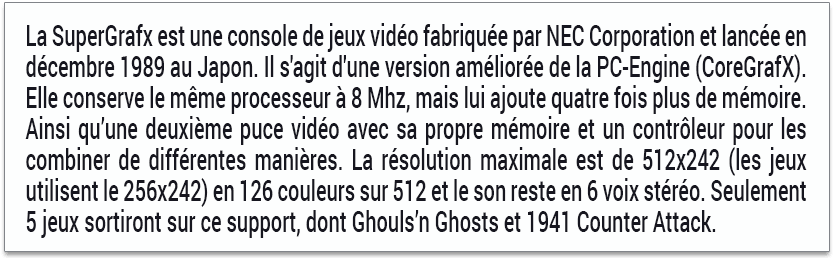 La SuperGrafx est une console de jeux vidéo fabriquée par NEC Corporation et lancée en
décembre 1989 au Japon. Il s'agit d'une version améliorée de la PC-Engine (CoreGrafX).
Elle conserve le même processeur à 8 Mhz, mais lui ajoute quatre fois plus de mémoire.
Ainsi qu'une deuxième puce vidéo avec sa propre mémoire et un contrôleur pour les
combiner de différentes manières. La résolution maximale est de 512x242 (les jeux
utilisent le 256x242) en 126 couleurs sur 512 et le son reste en 6 voix stéréo. Seulement
5 jeux sortiront sur ce support, dont Ghouls'n Ghosts et 1941 Counter Attack.